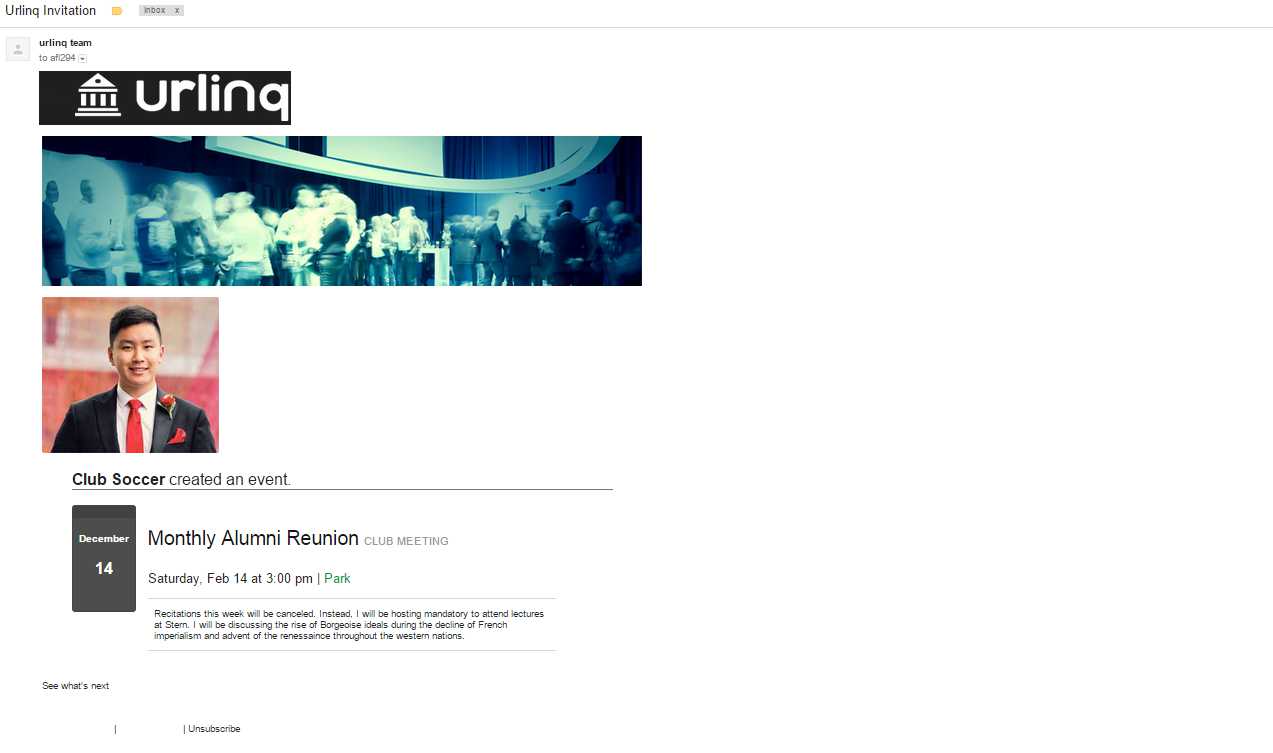 Urlinq Invitation
Inbox x
urlinq team
to afl294
urlinq
Club Soccer created an event.
December
14
Monthly Alumni Reunion CLUB MEETING
Saturday, Feb 14 at 3:00 pm | Park
Recitations this week will be canceled. Instead, I will be hosting mandatory to attend lectures
at Stern. I will be discussing the rise of Borgeoise ideals during the decline of French
imperialism and advent of the renessaince throughout the western nations.
See what's next
| | Unsubscribe